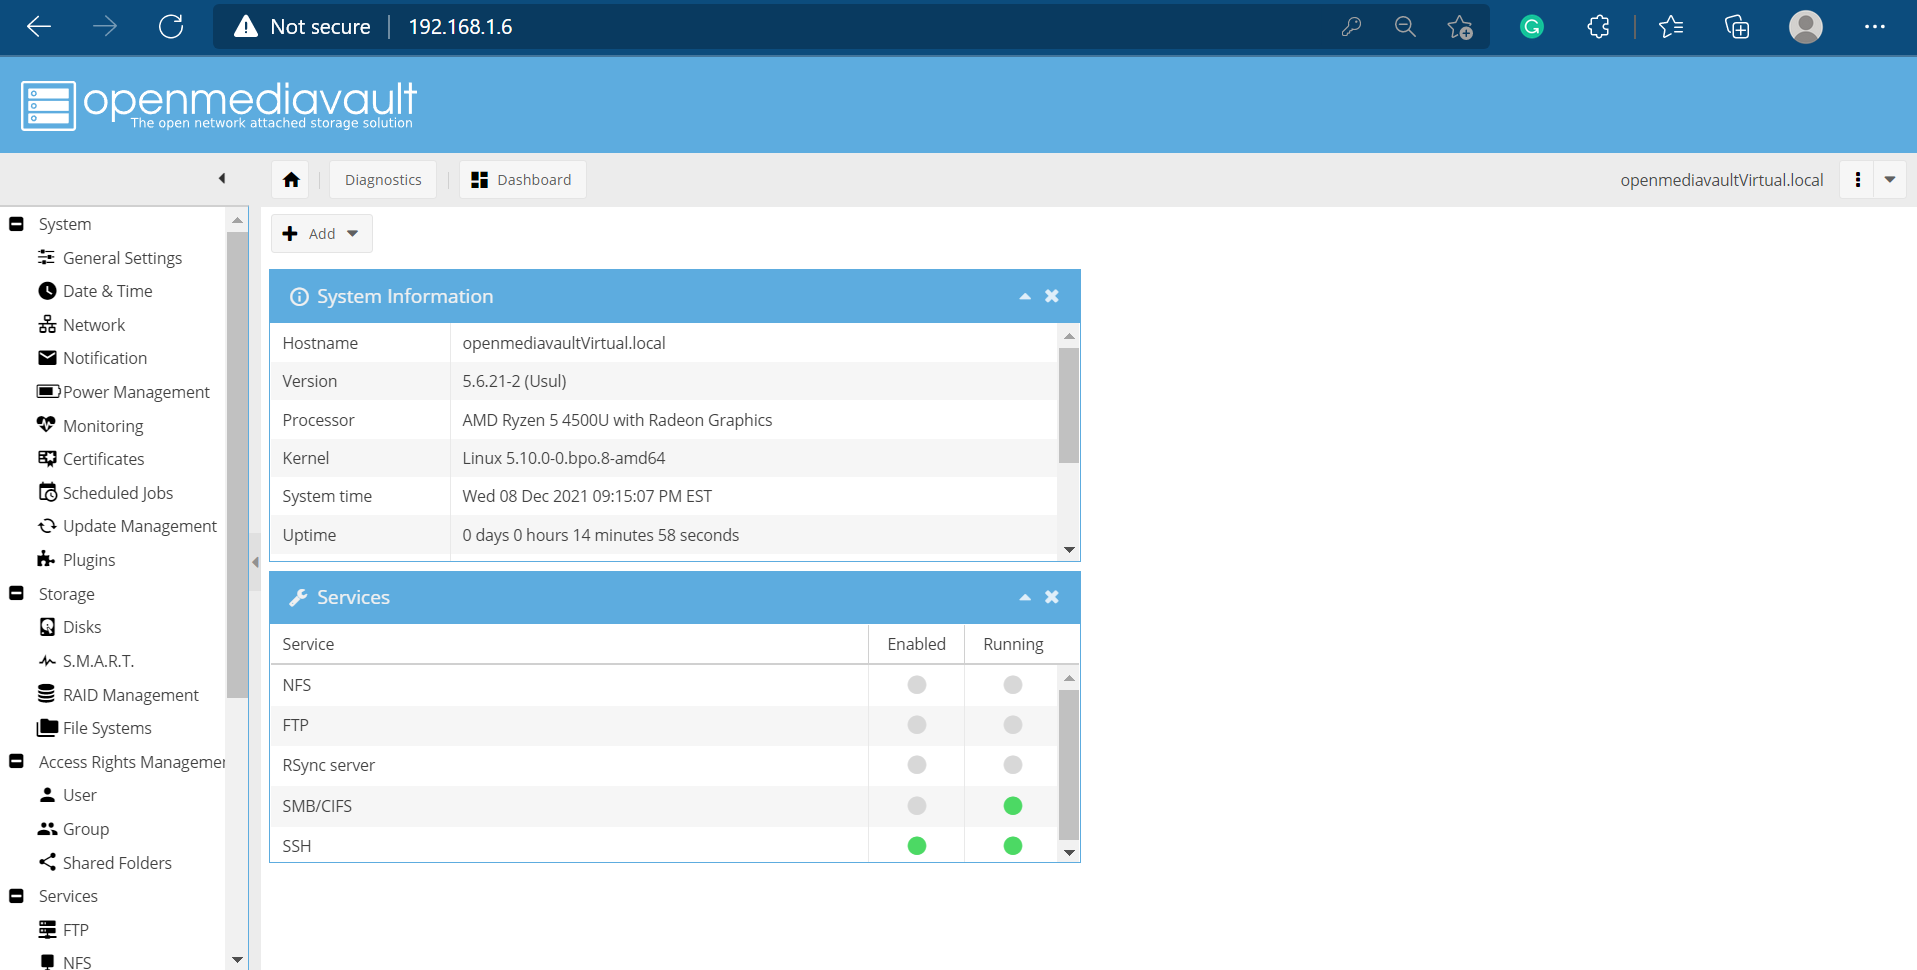 Not secure 192.168.1.6
openmediavault
The open network attached storage solution
Diagnostics Dashboard openmediavaultVirtual.local
System
General Settings
Date & Time
Network
Notification
Power Management
Monitoring
Certificates
Scheduled Jobs
Update Management
Plugins
Storage
Disks
S.M.A.R.T.
RAID Management
File Systems
Access Rights Managemer
User
Group
Shared Folders
Services
FTP
NFS
Add
System Information
Hostname openmediavaultVirtual.local
Version 5.6.21-2 (Usul)
Processor AMD Ryzen 5 4500U with Radeon Graphics
Kernel Linux 5.10.0-0.bpo.8-amd64
System time Wed 08 Dec 2021 09:15:07 PM EST
Uptime 0 days 0 hours 14 minutes 58 seconds
Services
Service Enabled Running
NFS
FTP
RSync server
SMB/CIFS
SSH